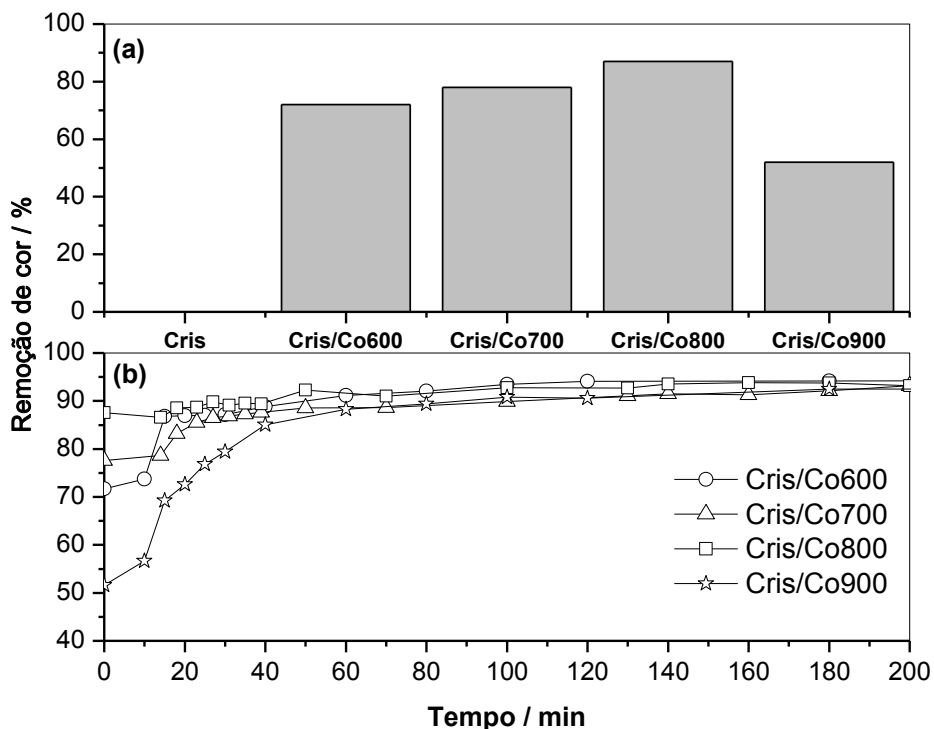 100
(a)
80
60
40
20
0
Remoção de cor / %
Cris Cris/Co600 Cris/Co700 Cris/Co800 Cris/Co900
100
(b)
90
80
70
60
50
40
Cris/Co600
Cris/Co700
Cris/Co800
Cris/Co900
0 20 40 60 80 100 120 140 160 180 200
Tempo / min